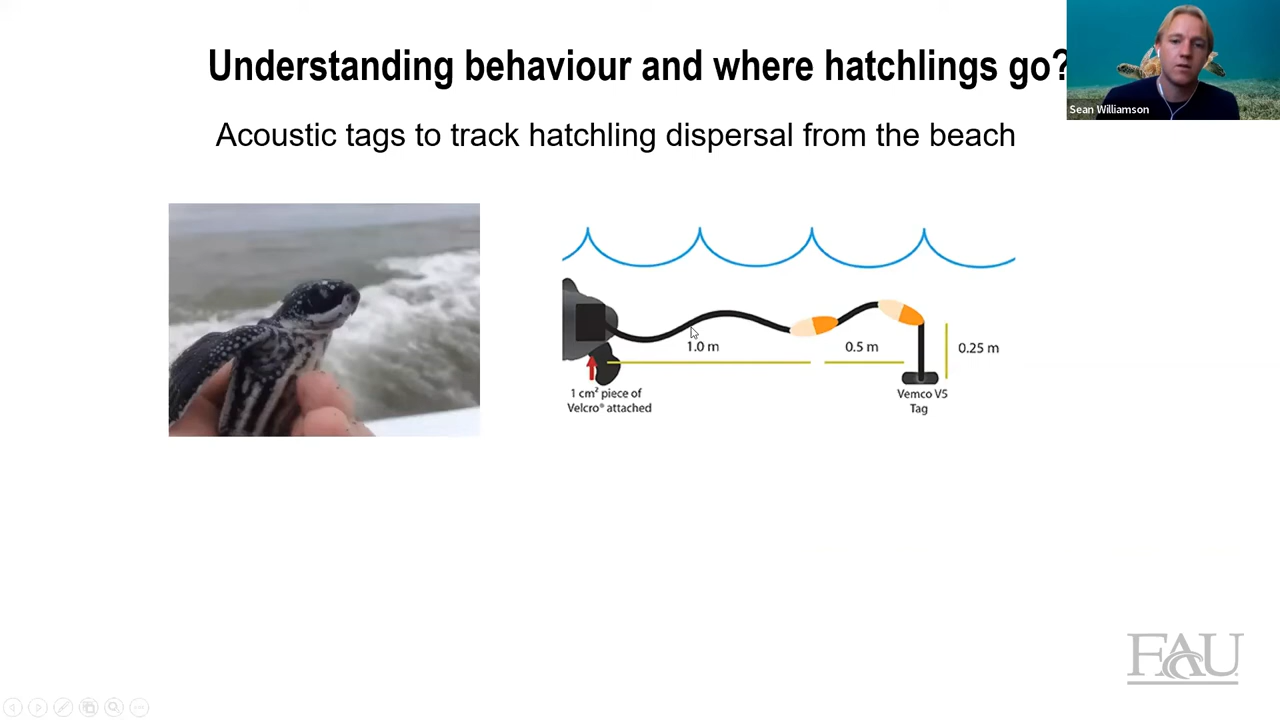 Understanding behaviour and where hatchlings go?
Sean Williamson
Acoustic tags to track hatchling dispersal from the beach
1.0 m
0.5 m
0.25 m
1 cm² piece of
Velcro® attached
Vemco V5
Tag
FAU